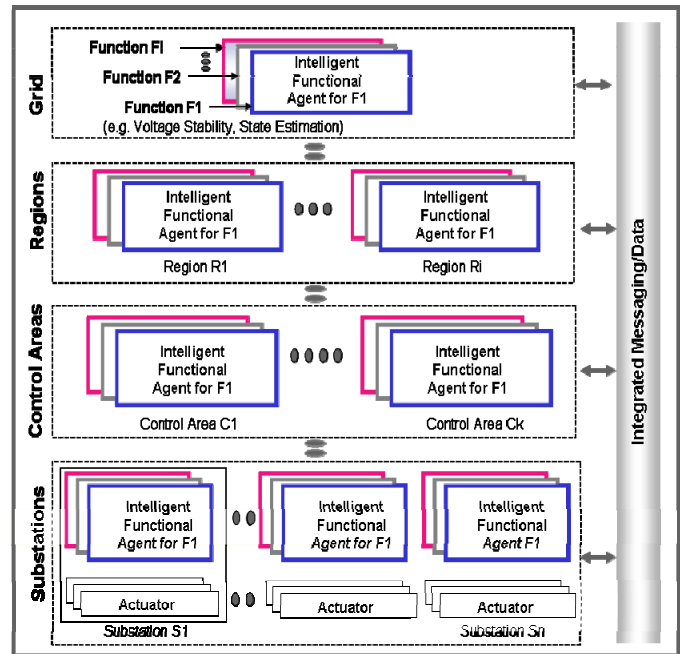 Grid
Function Fl
Function F2
Function F1
Intelligent
Functional
Agent for F1
(e.g. Voltage Stability, State Estimation)
Regions
Intelligent
Functional
Agent for F1
Region R1
Intelligent
Functional
Agent for F1
Region Ri
Control Areas
Intelligent
Functional
Agent for F1
Control Area C1
Intelligent
Functional
Agent for F1
Control Area Ck
Substations
Intelligent
Functional
Agent for F1
Actuator
Substation S1
Intelligent
Functional
Agent for F1
Actuator
Intelligent
Functional
Agent F1
Actuator
Substation Sn
Integrated Messaging/Data